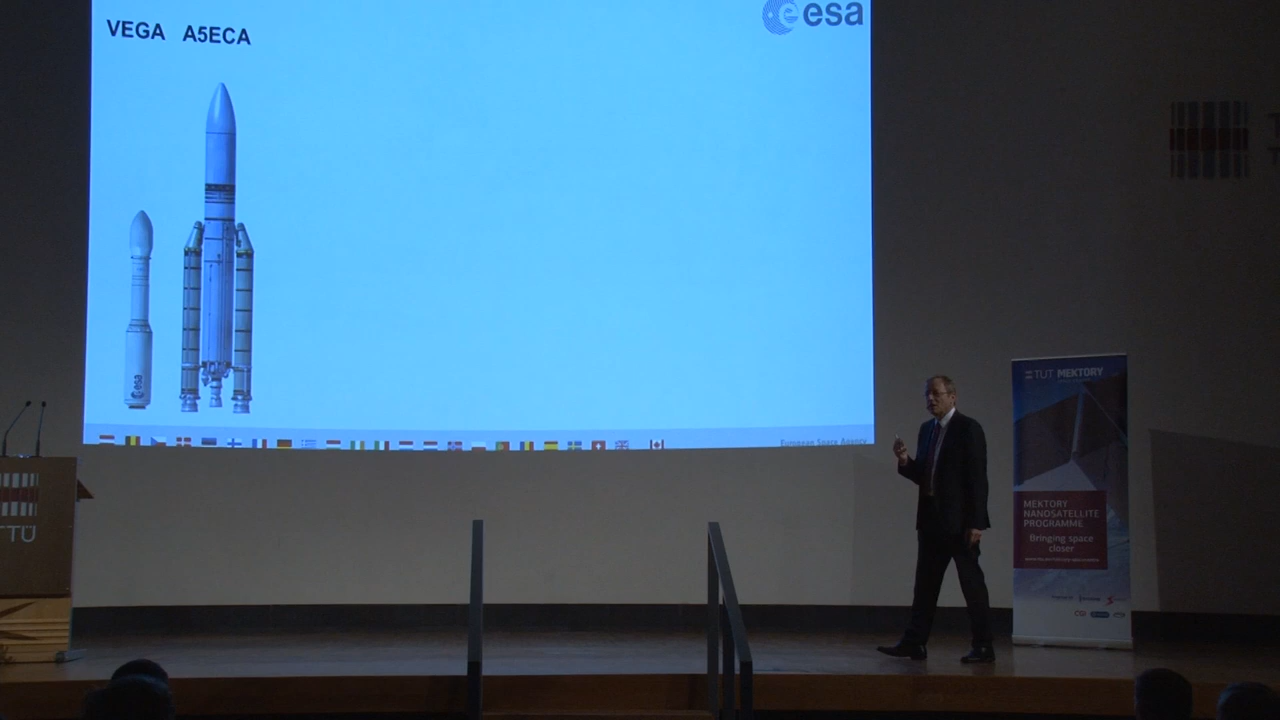 VEGA A5ECA
esa
esa
European Space Agency
TTÜ
TUT MEKTORY
MEKTORY
NANOSATELLITE
PROGRAMME
Bringing space
closer